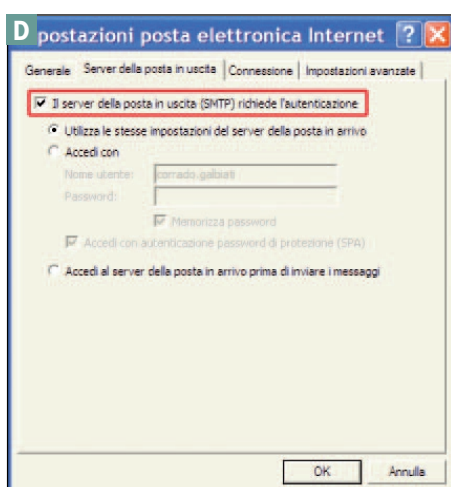 D
postazioni posta elettronica Internet
Generale Server della posta in uscita Connessione Impostazioni avanzate
Il server della posta in uscita (SMTP) richiede l'autenticazione
Utilizza le stesse impostazioni del server della posta in arrivo
Accedi con
Nome utente: corrado.galbiati
Password:
Memorizza password
Accedi con autenticazione password di protezione (SPA)
Accedi al server della posta in arrivo prima di inviare i messaggi
OK Annulla